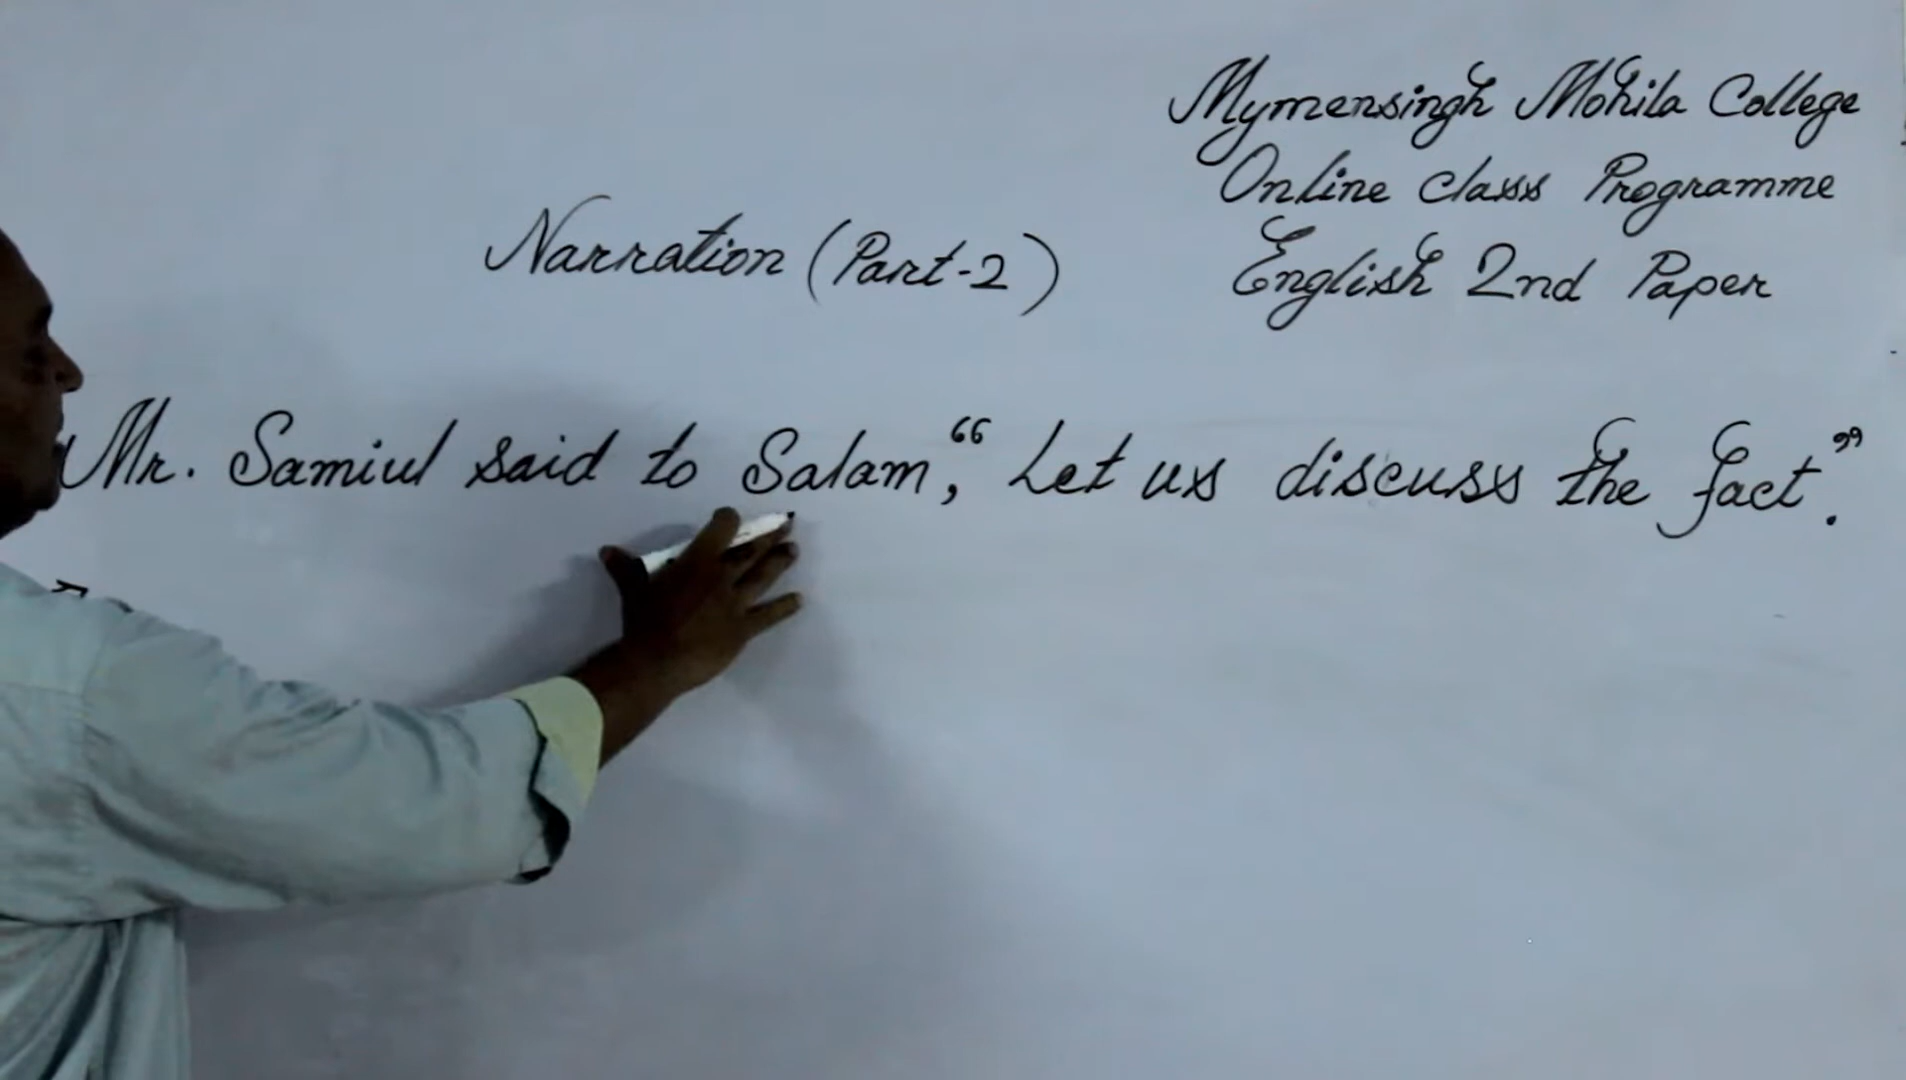 Mymensingh Mohila College
Online class Programme
English 2nd Paper
Narration (Part-2)
Mr. Samiul said to Salam, “Let us discuss the fact”.